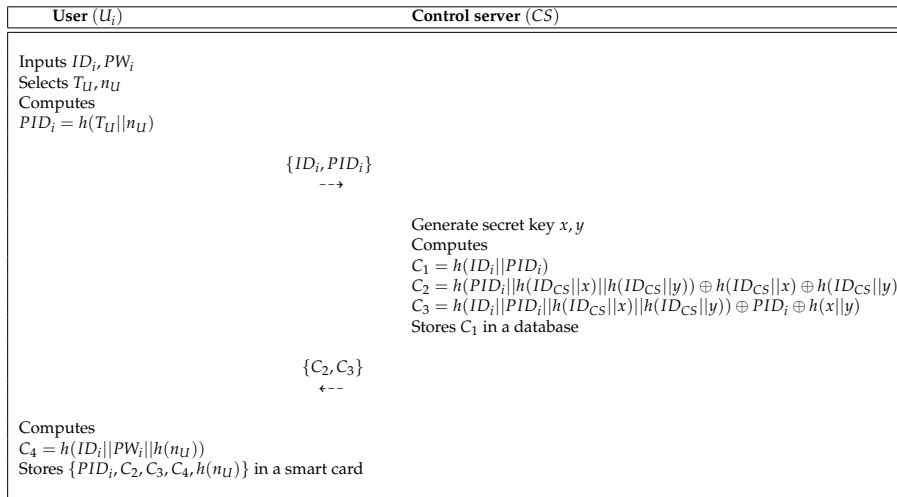 User (U_i) Control server (CS)
Inputs ID_i, PW_i
Selects T_U, n_U
Computes
PID_i = h(T_U||n_U)
{ID_i, PID_i}
-->
Generate secret key x, y
Computes
C_1 = h(ID_i||PID_i)
C_2 = h(PID_i||h(ID_CS||x)||h(ID_CS||y)) ⊕ h(ID_CS||x) ⊕ h(ID_CS||y)
C_3 = h(ID_i||PID_i||h(ID_CS||x)||h(ID_CS||y)) ⊕ PID_i ⊕ h(x||y)
Stores C_1 in a database
{C_2, C_3}
<--
Computes
C_4 = h(ID_i||PW_i||h(n_U))
Stores {PID_i, C_2, C_3, C_4, h(n_U)} in a smart card